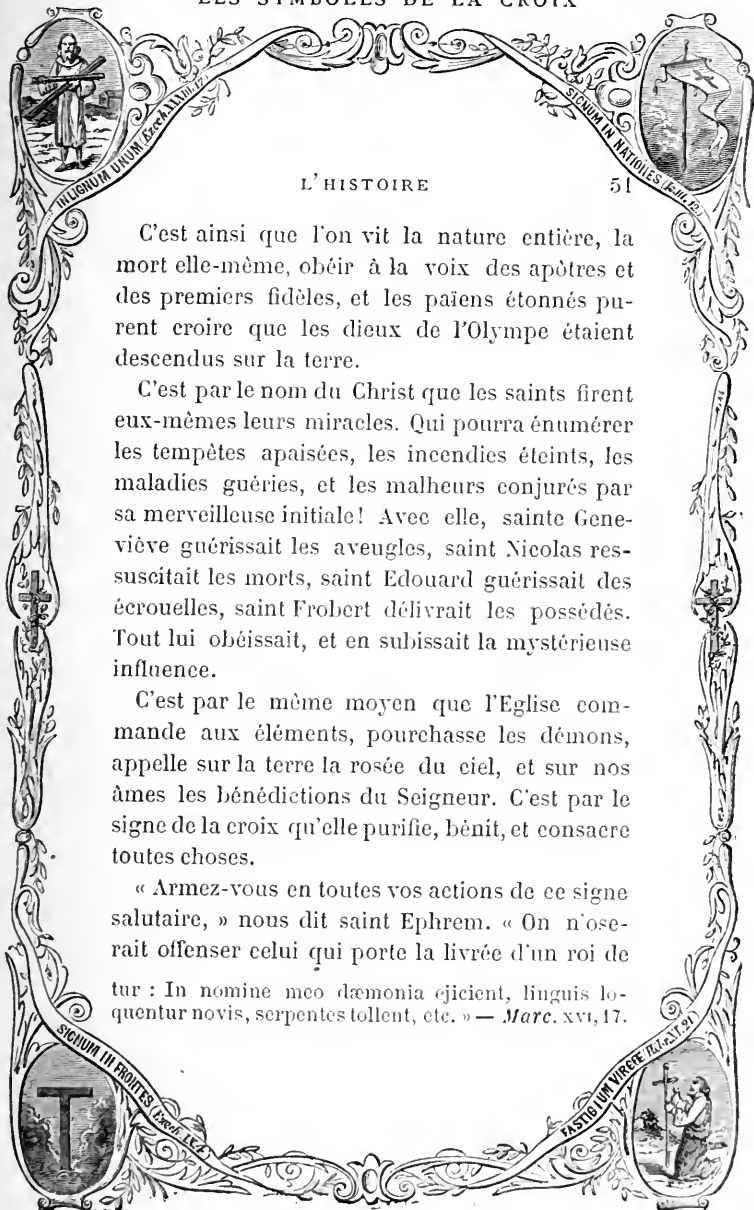 LES SYMBOLES DE LA CROIX
IN LIGNUM UNUM (Ezech. XXXVII. 17.)
SIGNUM IN NATIONES (Is. XI. 12)
L'HISTOIRE 51
C'est ainsi que l'on vit la nature entière, la
mort elle-même, obéir à la voix des apôtres et
des premiers fidèles, et les païens étonnés pu-
rent croire que les dieux de l'Olympe étaient
descendus sur la terre.
C'est par le nom du Christ que les saints firent
eux-mêmes leurs miracles. Qui pourra énumérer
les tempêtes apaisées, les incendies éteints, les
maladies guéries, et les malheurs conjurés par
sa merveilleuse initiale! Avec elle, sainte Gene-
viève guérissait les aveugles, saint Nicolas res-
suscitait les morts, saint Edouard guérissait des
écrouelles, saint Frobert délivrait les possédés.
Tout lui obéissait, et en subissait la mystérieuse
influence.
C'est par le même moyen que l'Eglise com-
mande aux éléments, pourchasse les démons,
appelle sur la terre la rosée du ciel, et sur nos
âmes les bénédictions du Seigneur. C'est par le
signe de la croix qu'elle purifie, bénit, et consacre
toutes choses.
« Armez-vous en toutes vos actions de ce signe
salutaire, » nous dit saint Ephrem. « On n'ose-
rait offenser celui qui porte la livrée d'un roi de
tur : In nomine meo dæmonia ejicient, linguis lo-
quentur novis, serpentes tollent, etc. » — Marc. XVI, 17.
SIGNUM IN FRONTES (Ezech.
FASTIGIUM VIRGÆ
T